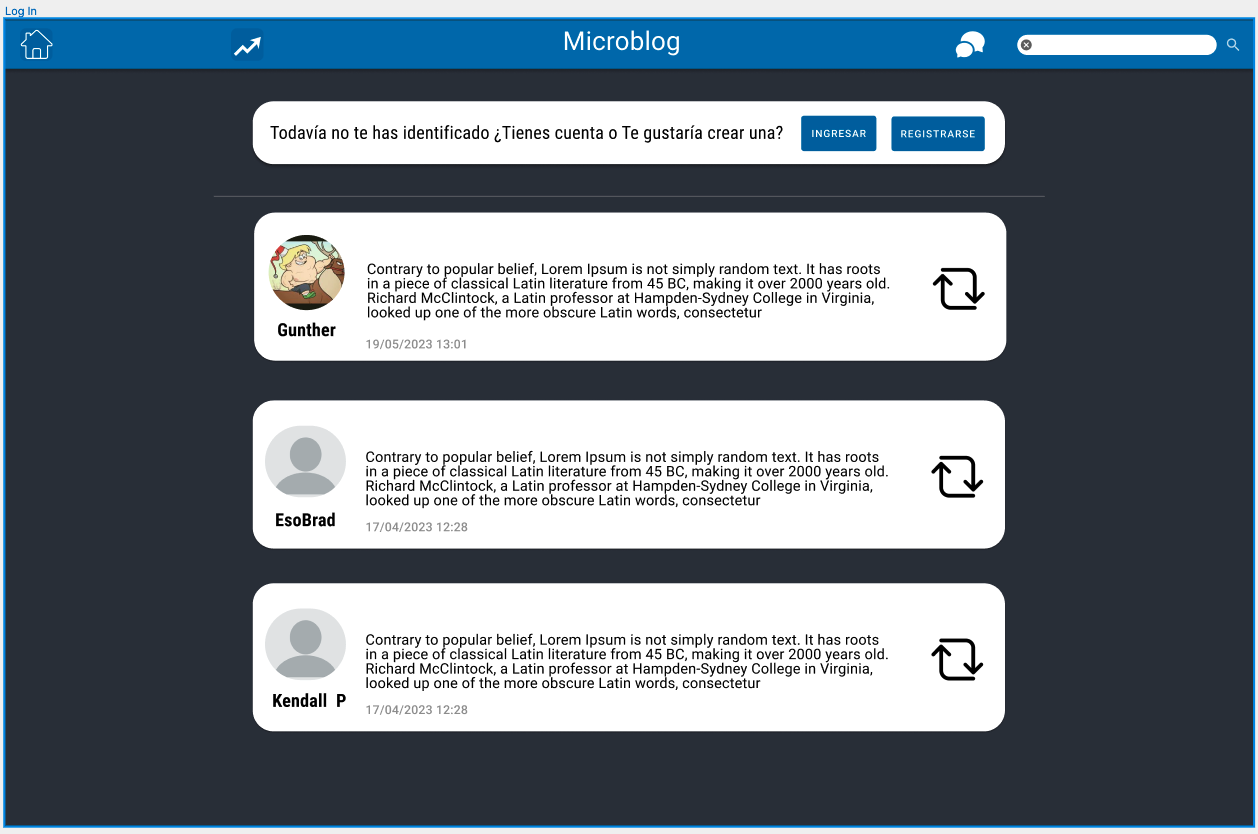 Log In
Microblog
Todavía no te has identificado ¿Tienes cuenta o Te gustaría crear una?
INGRESAR
REGISTRARSE
Contrary to popular belief, Lorem Ipsum is not simply random text. It has roots
in a piece of classical Latin literature from 45 BC, making it over 2000 years old.
Richard McClintock, a Latin professor at Hampden-Sydney College in Virginia,
looked up one of the more obscure Latin words, consectetur
Gunther
19/05/2023 13:01
Contrary to popular belief, Lorem Ipsum is not simply random text. It has roots
in a piece of classical Latin literature from 45 BC, making it over 2000 years old.
Richard McClintock, a Latin professor at Hampden-Sydney College in Virginia,
looked up one of the more obscure Latin words, consectetur
EsoBrad
17/04/2023 12:28
Contrary to popular belief, Lorem Ipsum is not simply random text. It has roots
in a piece of classical Latin literature from 45 BC, making it over 2000 years old.
Richard McClintock, a Latin professor at Hampden-Sydney College in Virginia,
looked up one of the more obscure Latin words, consectetur
Kendall P
17/04/2023 12:28